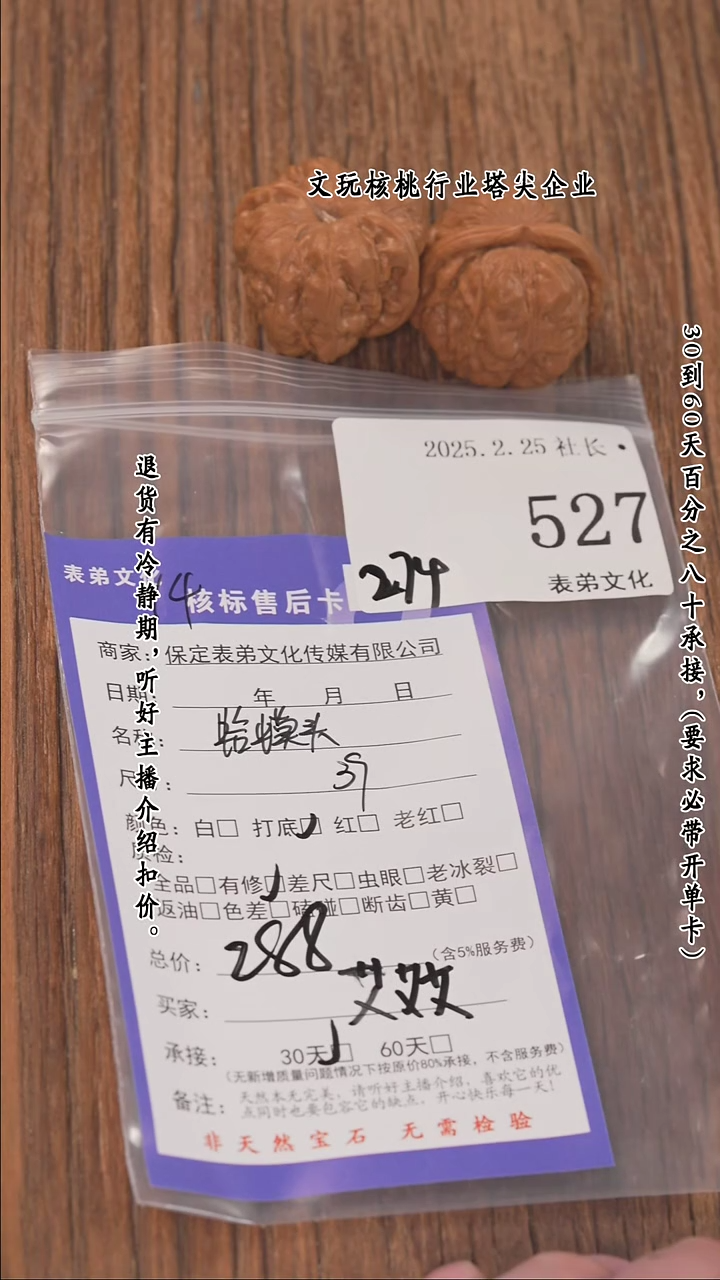 文玩核桃行业塔尖企业
30到60天百分之八十承接，（要求必带开单卡）
退货有冷静期，听好主播介绍扣价。
2025.2.25 社长·
527
274
表弟文化
表弟文
14
核标售后卡
商家：保定表弟文化传媒有限公司
日期： 年 月 日
名称： 蛤蟆头
尺 ： 39
颜色：白□ 打底□ 红□ 老红□
质检：
全品□有修□差尺□虫眼□老冰裂□
返油□色差□磕碰□断齿□黄□
总价： 288 （含5%服务费）
买家：
承接： 30天□ 60天□
（无新增质量问题情况下按原价80%承接，不含服务费）
备注： 天然本无完美，请听好主播介绍，喜欢它的优
点同时也要包容它的缺点，开心快乐每一天！
非天然宝石 无需检验